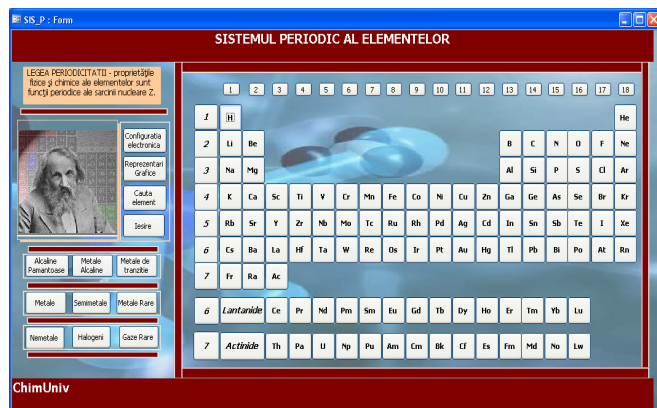 SIS_P : Form
SISTEMUL PERIODIC AL ELEMENTELOR
LEGEA PERIODICITATII - proprietăţile
fizice şi chimice ale elementelor sunt
funcţii periodice ale sarcinii nucleare Z.
Configuratia
electronica
Reprezentari
Grafice
Cauta
element
Iesire
Alcaline
Pamantoase
Metale
Alcaline
Metale de
tranzitie
Metale
Semimetale
Metale Rare
Nemetale
Halogeni
Gaze Rare
1 2 3 4 5 6 7 8 9 10 11 12 13 14 15 16 17 18
1 H He
2 Li Be B C N O F Ne
3 Na Mg Al Si P S Cl Ar
4 K Ca Sc Ti V Cr Mn Fe Co Ni Cu Zn Ga Ge As Se Br Kr
5 Rb Sr Y Zr Nb Mo Tc Ru Rh Pd Ag Cd In Sn Sb Te I Xe
6 Cs Ba La Hf Ta W Re Os Ir Pt Au Hg Tl Pb Bi Po At Rn
7 Fr Ra Ac
6 Lantanide Ce Pr Nd Pm Sm Eu Gd Tb Dy Ho Er Tm Yb Lu
7 Actinide Th Pa U Np Pu Am Cm Bk Cf Es Fm Md No Lw
ChimUniv